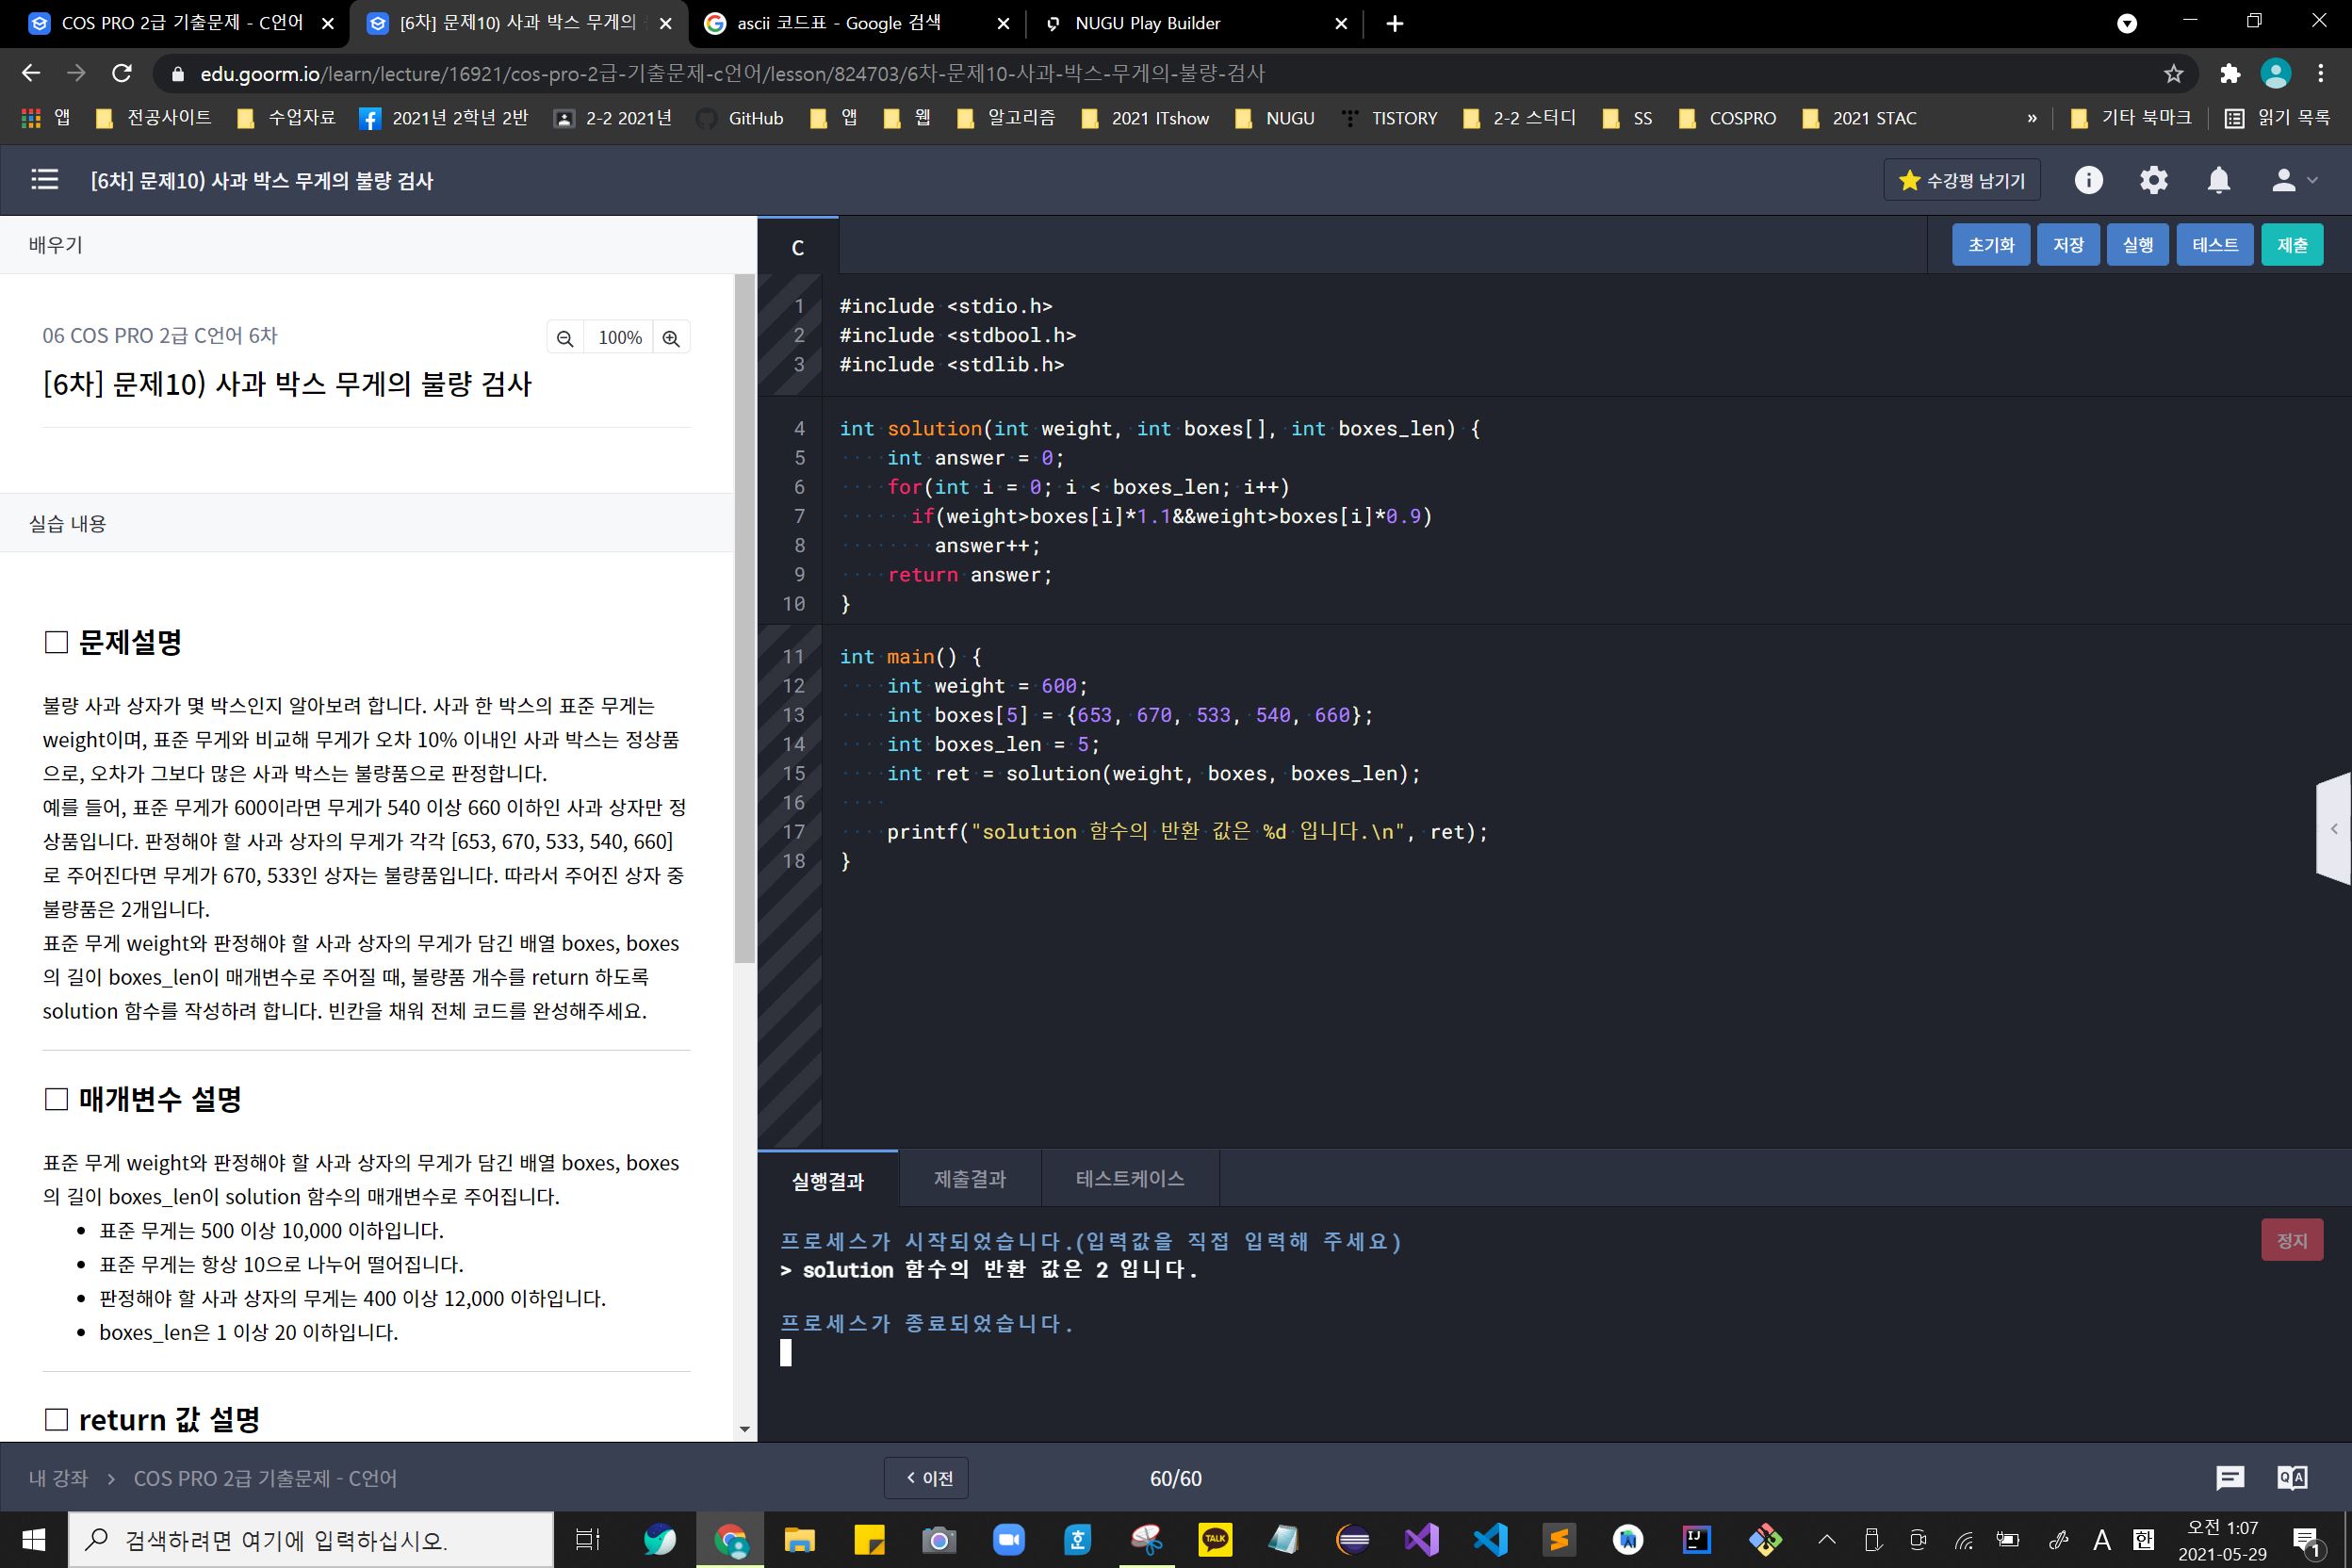 COS PRO 2급 기출문제 - C언어
[6차] 문제10) 사과 박스 무게의
ascii 코드표 - Google 검색
NUGU Play Builder
edu.goorm.io/learn/lecture/16921/cos-pro-2급-기출문제-c언어/lesson/824703/6차-문제10-사과-박스-무게의-불량-검사
앱 전공사이트 수업자료 2021년 2학년 2반 2-2 2021년 GitHub 앱 웹 알고리즘 2021 ITshow NUGU TISTORY 2-2 스터디 SS COSPRO 2021 STAC » 기타 북마크 읽기 목록
[6차] 문제10) 사과 박스 무게의 불량 검사
수강평 남기기
배우기
06 COS PRO 2급 C언어 6차
100%
[6차] 문제10) 사과 박스 무게의 불량 검사
실습 내용
문제설명
불량 사과 상자가 몇 박스인지 알아보려 합니다. 사과 한 박스의 표준 무게는
weight이며, 표준 무게와 비교해 무게가 오차 10% 이내인 사과 박스는 정상품
으로, 오차가 그보다 많은 사과 박스는 불량품으로 판정합니다.
예를 들어, 표준 무게가 600이라면 무게가 540 이상 660 이하인 사과 상자만 정
상품입니다. 판정해야 할 사과 상자의 무게가 각각 [653, 670, 533, 540, 660]
로 주어진다면 무게가 670, 533인 상자는 불량품입니다. 따라서 주어진 상자 중
불량품은 2개입니다.
표준 무게 weight와 판정해야 할 사과 상자의 무게가 담긴 배열 boxes, boxes
의 길이 boxes_len이 매개변수로 주어질 때, 불량품 개수를 return 하도록
solution 함수를 작성하려 합니다. 빈칸을 채워 전체 코드를 완성해주세요.
매개변수 설명
표준 무게 weight와 판정해야 할 사과 상자의 무게가 담긴 배열 boxes, boxes
의 길이 boxes_len이 solution 함수의 매개변수로 주어집니다.
• 표준 무게는 500 이상 10,000 이하입니다.
• 표준 무게는 항상 10으로 나누어 떨어집니다.
• 판정해야 할 사과 상자의 무게는 400 이상 12,000 이하입니다.
• boxes_len은 1 이상 20 이하입니다.
return 값 설명
C
초기화 저장 실행 테스트 제출
1 #include <stdio.h>
2 #include <stdbool.h>
3 #include <stdlib.h>
4 int solution(int weight, int boxes[], int boxes_len) {
5     int answer = 0;
6     for(int i = 0; i < boxes_len; i++)
7       if(weight>boxes[i]*1.1&&weight>boxes[i]*0.9)
8         answer++;
9     return answer;
10 }
11 int main() {
12     int weight = 600;
13     int boxes[5] = {653, 670, 533, 540, 660};
14     int boxes_len = 5;
15     int ret = solution(weight, boxes, boxes_len);
16
17     printf("solution 함수의 반환 값은 %d 입니다.\n", ret);
18 }
실행결과 제출결과 테스트케이스
프로세스가 시작되었습니다.(입력값을 직접 입력해 주세요)
정지
> solution 함수의 반환 값은 2 입니다.
프로세스가 종료되었습니다.
내 강좌 > COS PRO 2급 기출문제 - C언어
이전
60/60
검색하려면 여기에 입력하십시오.
호
TALK
IJ
A
한
오전 1:07
2021-05-29
1